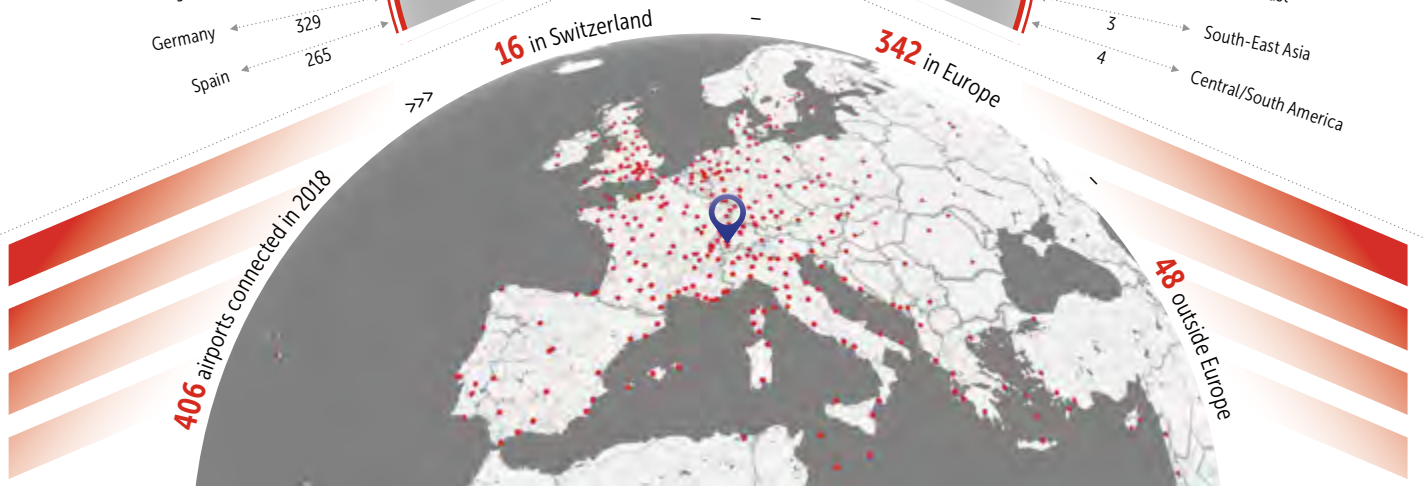 Germany 329
Spain 265
3 South-East Asia
4 Central/South America
406 airports connected in 2018 >>> 16 in Switzerland – 342 in Europe – 48 outside Europe